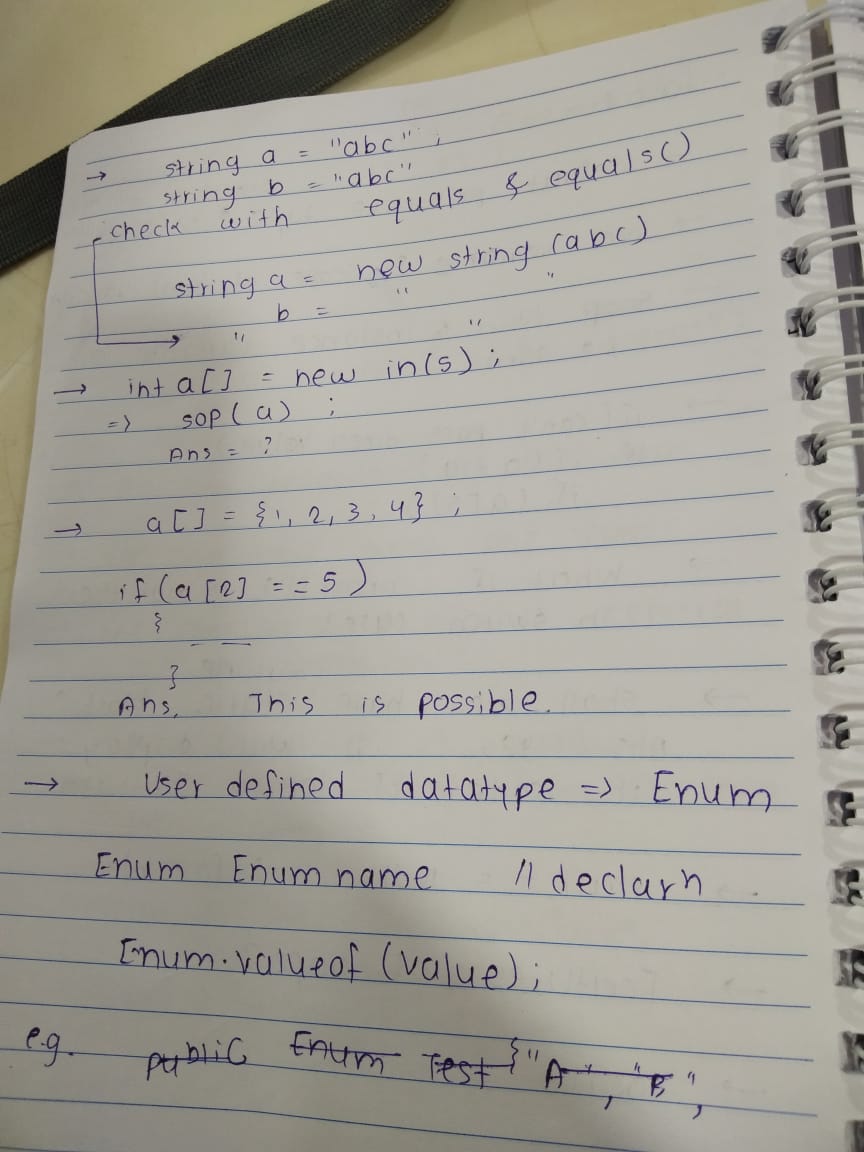 → string a = "abc";
string b = "abc"
check with equals & equals()
string a = new string (abc)
" b = " "
"
→ int a[] = new in(5);
=> sop(a);
Ans = ?
→ a[] = {1, 2, 3, 4};
if (a[2] == 5)
{
— —
}
Ans, This is possible.
→ User defined datatype => Enum
Enum Enum name // declarn.
Enum.valueof (value);
e.g. public Enum Test {"A", "B",